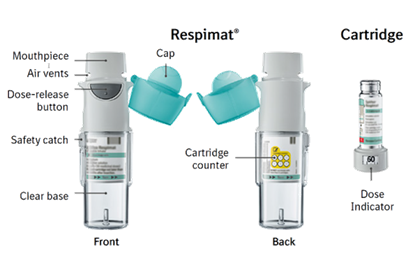 Respimat®
Cartridge
Mouthpiece
Air vents
Dose-release
button
Safety catch
Clear base
Cap
Cartridge
counter
60
Dose
Indicator
Front
Back